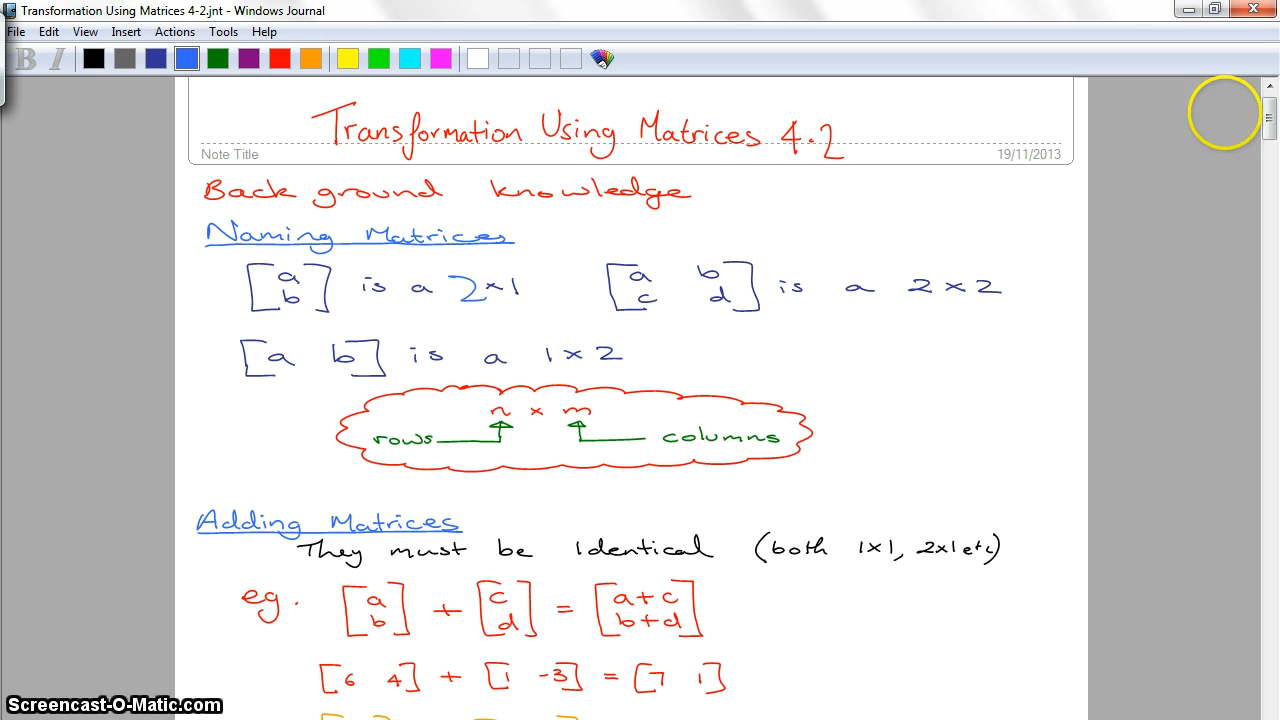 Transformation Using Matrices 4-2.jnt - Windows Journal
File Edit View Insert Actions Tools Help
B I
Transformation Using Matrices 4.2
Note Title 19/11/2013
Back ground knowledge
Naming Matrices
[a b] is a 2×1 [a b c d] is a 2×2
[a b] is a 1×2
n × m
rows columns
Adding Matrices
They must be identical (both 1×1, 2×1 etc)
eg. [a b] + [c d] = [a+c b+d]
[6 4] + [1 -3] = [7 1]
Screencast-O-Matic.com